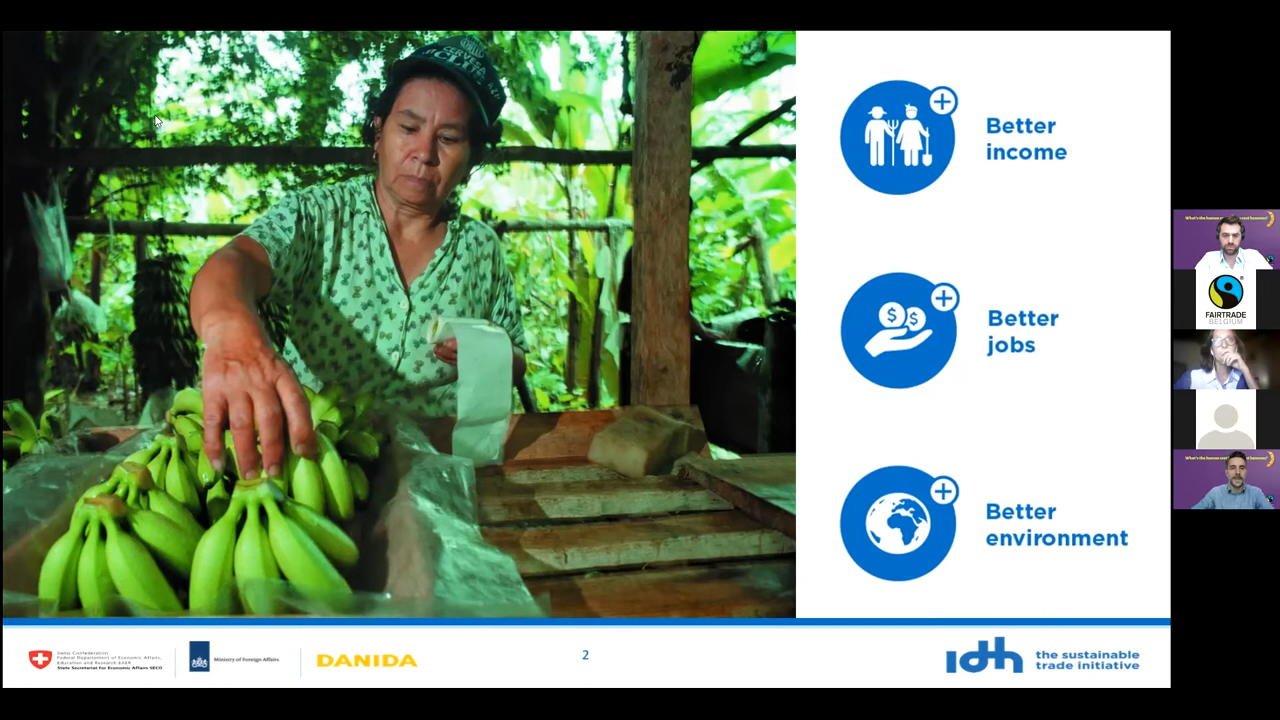 CERVEZA
Better
income
Better
jobs
Better
environment
Swiss Confederation
Federal Department of Economic Affairs,
Education and Research EAER
State Secretariat for Economic Affairs SECO
Ministry of Foreign Affairs
DANIDA
2
idh
the sustainable
trade initiative
FAIRTRADE
BELGIUM